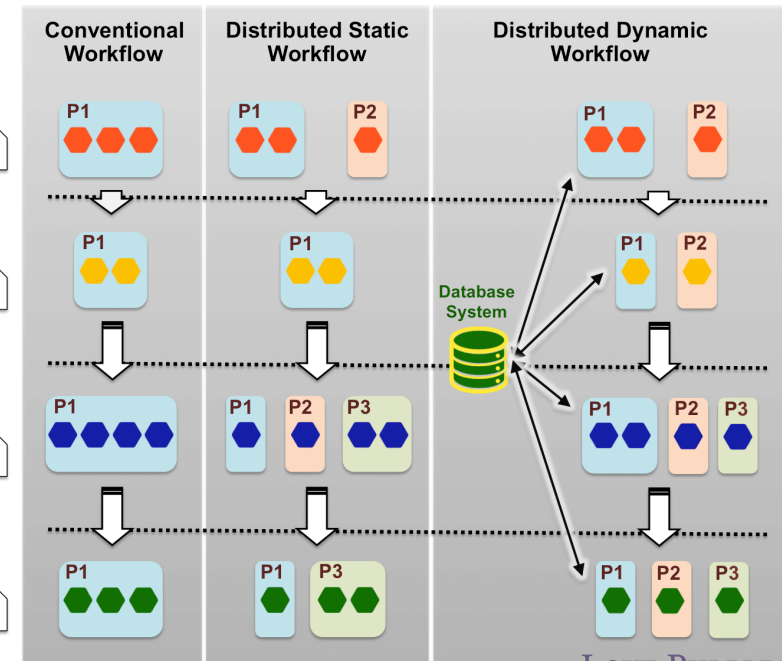 Conventional
Workflow
Distributed Static
Workflow
Distributed Dynamic
Workflow
P1
P1
P2
P1
P2
P1
P1
P1
P2
Database
System
P1
P1
P2
P3
P1
P2
P3
P1
P1
P3
P1
P2
P3